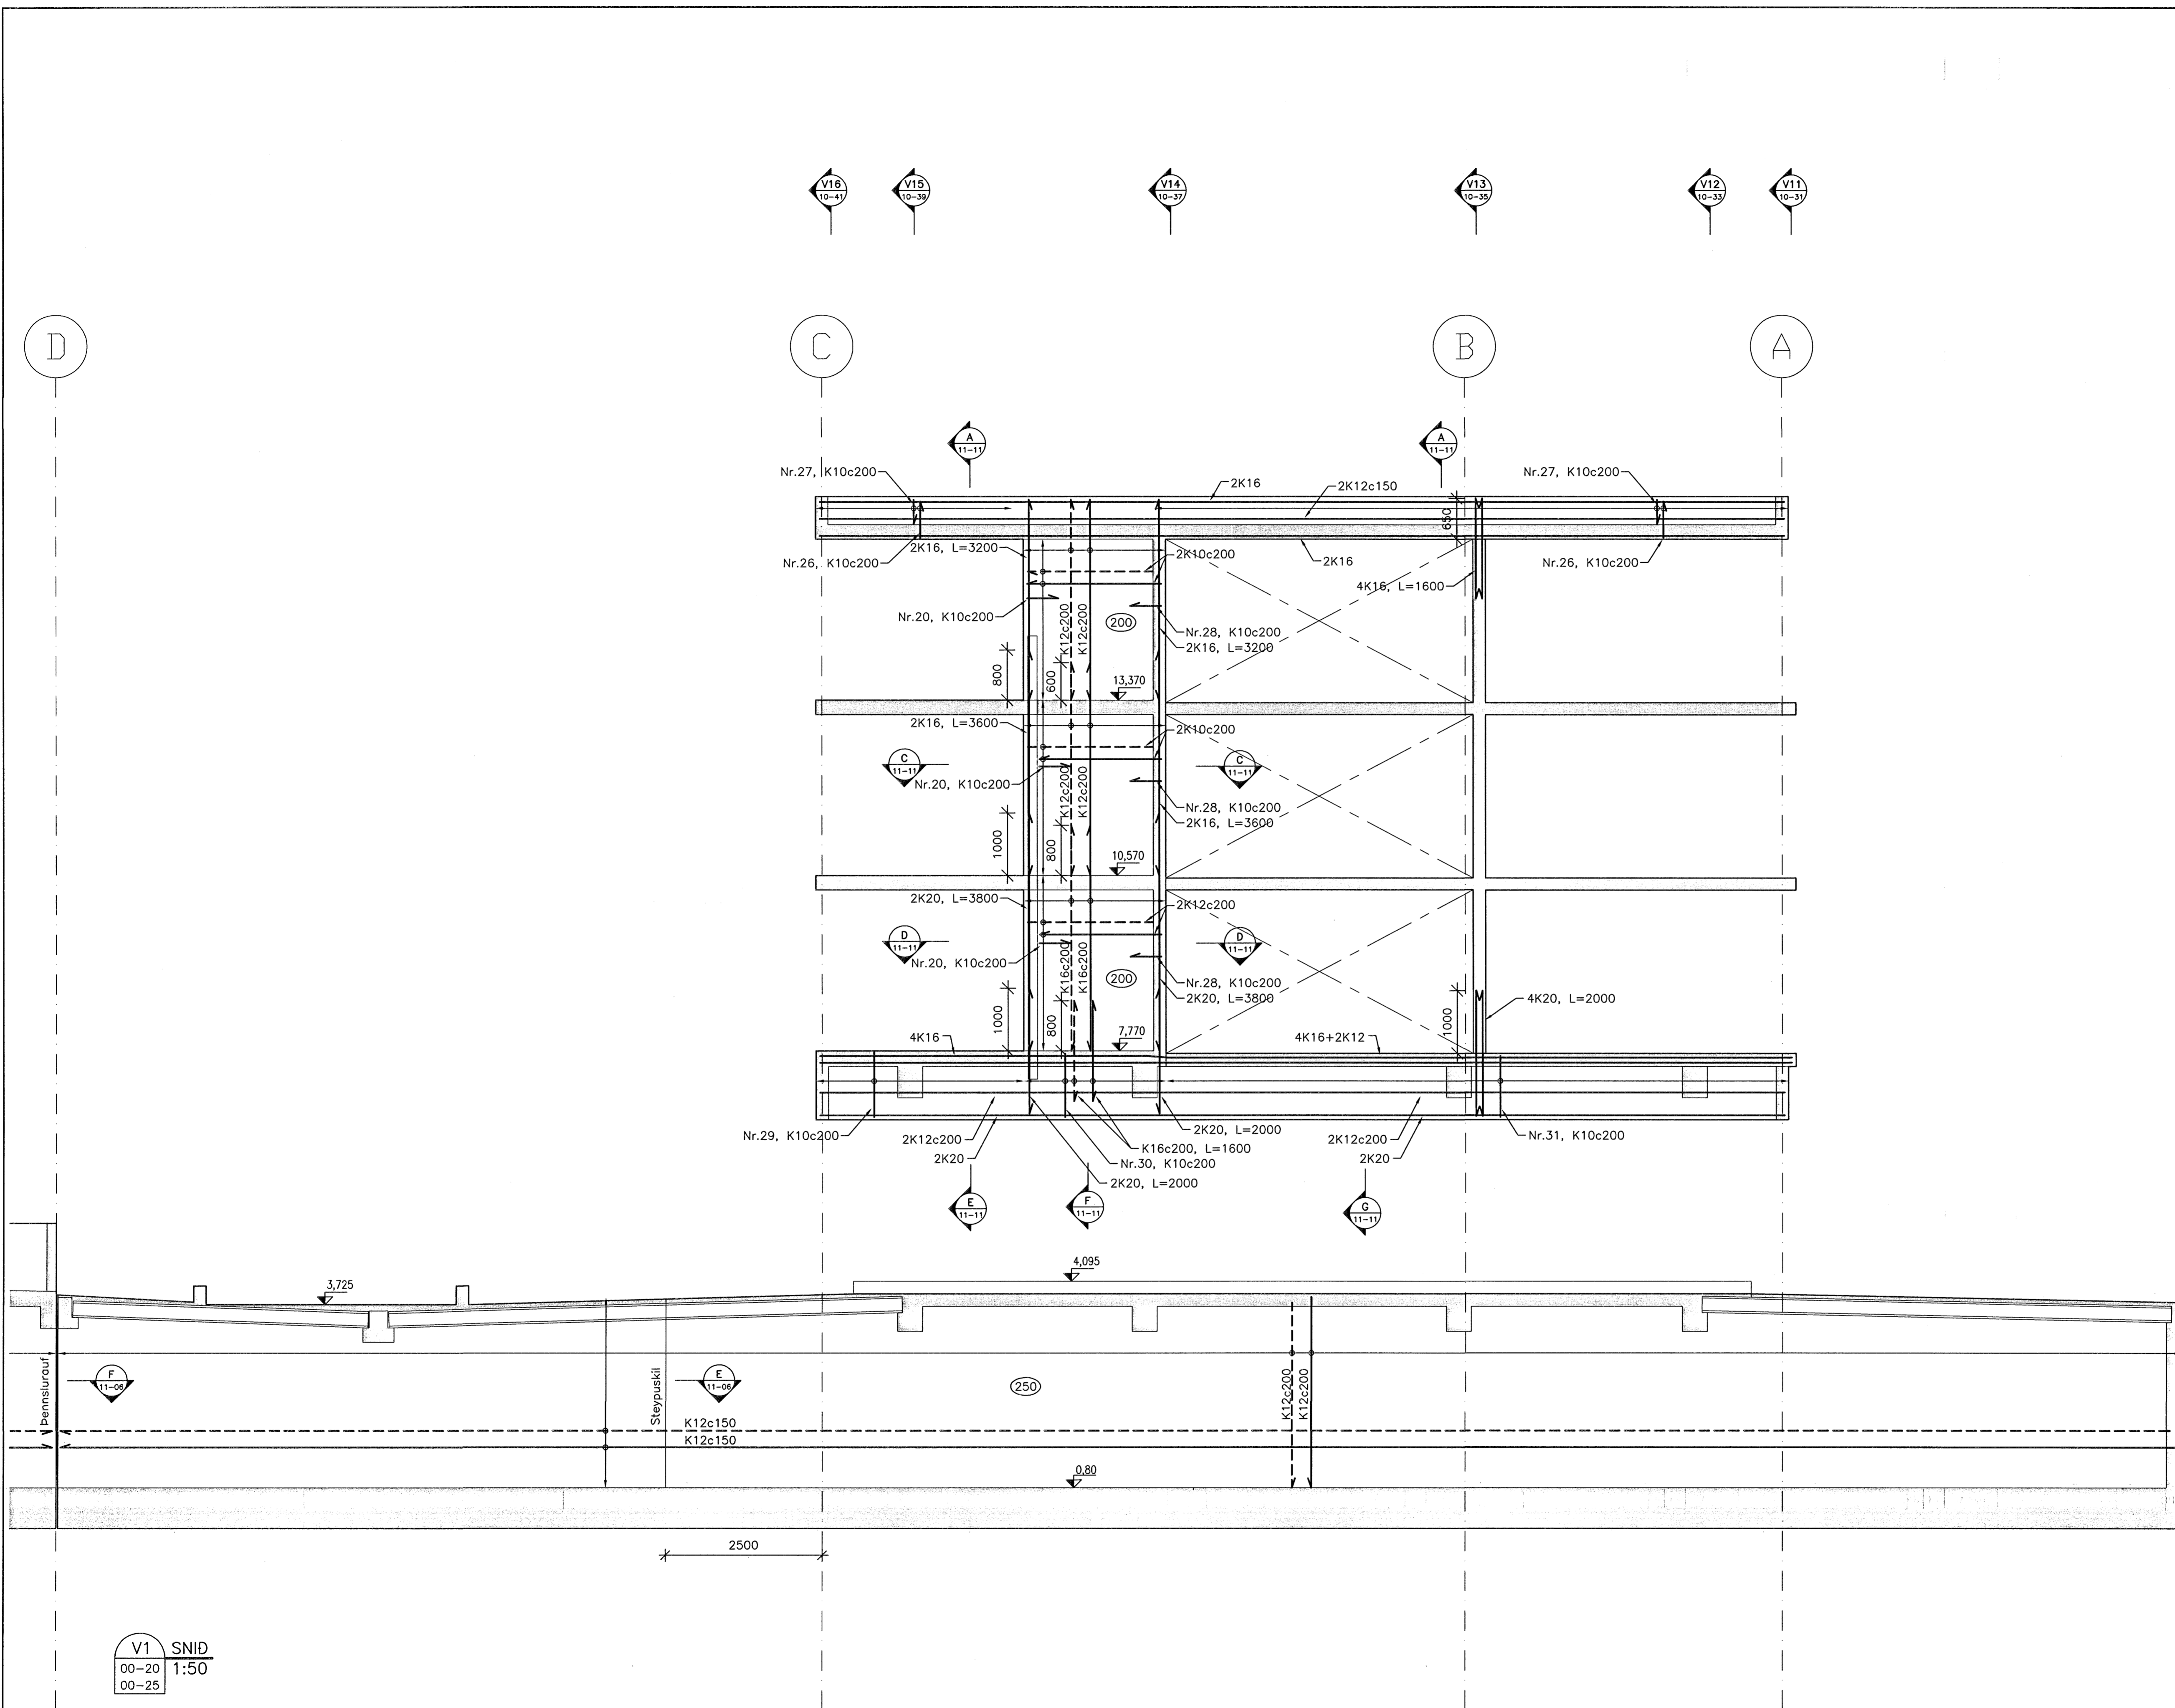 V16
10-41
V15
10-39
V14
10-37
V13
10-35
V12
10-33
V11
10-31
D
C
B
A
A
11-11
A
11-11
Nr.27, K10c200
2K16
2K12c150
Nr.27, K10c200
650
2K16, L=3200
2K10c200
2K16
Nr.26, K10c200
Nr.26, K10c200
4K16, L=1600
Nr.20, K10c200
K12c200
K12c200
200
Nr.28, K10c200
2K16, L=3200
800
600
13,370
2K16, L=3600
2K10c200
C
11-11
C
11-11
Nr.20, K10c200
K12c200
K12c200
Nr.28, K10c200
2K16, L=3600
1000
800
10,570
2K20, L=3800
2K12c200
D
11-11
D
11-11
Nr.20, K10c200
K16c200
K16c200
200
Nr.28, K10c200
2K20, L=3800
4K20, L=2000
1000
800
1000
7,770
4K16
4K16+2K12
Nr.29, K10c200
2K12c200
2K20
2K20, L=2000
K16c200, L=1600
Nr.30, K10c200
2K20, L=2000
2K12c200
2K20
Nr.31, K10c200
E
11-11
F
11-11
G
11-11
4,095
3,725
Þennslurauf
F
11-06
Steypuskil
E
11-06
250
K12c200
K12c200
K12c150
K12c150
0,80
2500
V1
00-20
00-25
SNIÐ
1:50